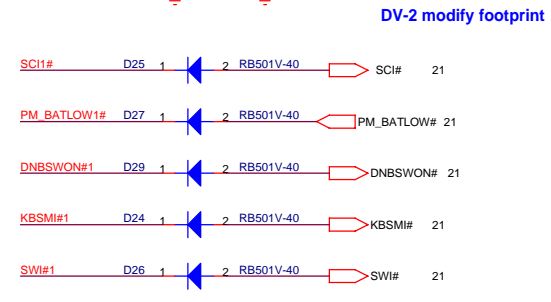 DV-2 modify footprint
SCI1# D25 1 2 RB501V-40 SCI# 21
PM_BATLOW1# D27 1 2 RB501V-40 PM_BATLOW# 21
DNBSWON#1 D29 1 2 RB501V-40 DNBSWON# 21
KBSMI#1 D24 1 2 RB501V-40 KBSMI# 21
SWI#1 D26 1 2 RB501V-40 SWI# 21